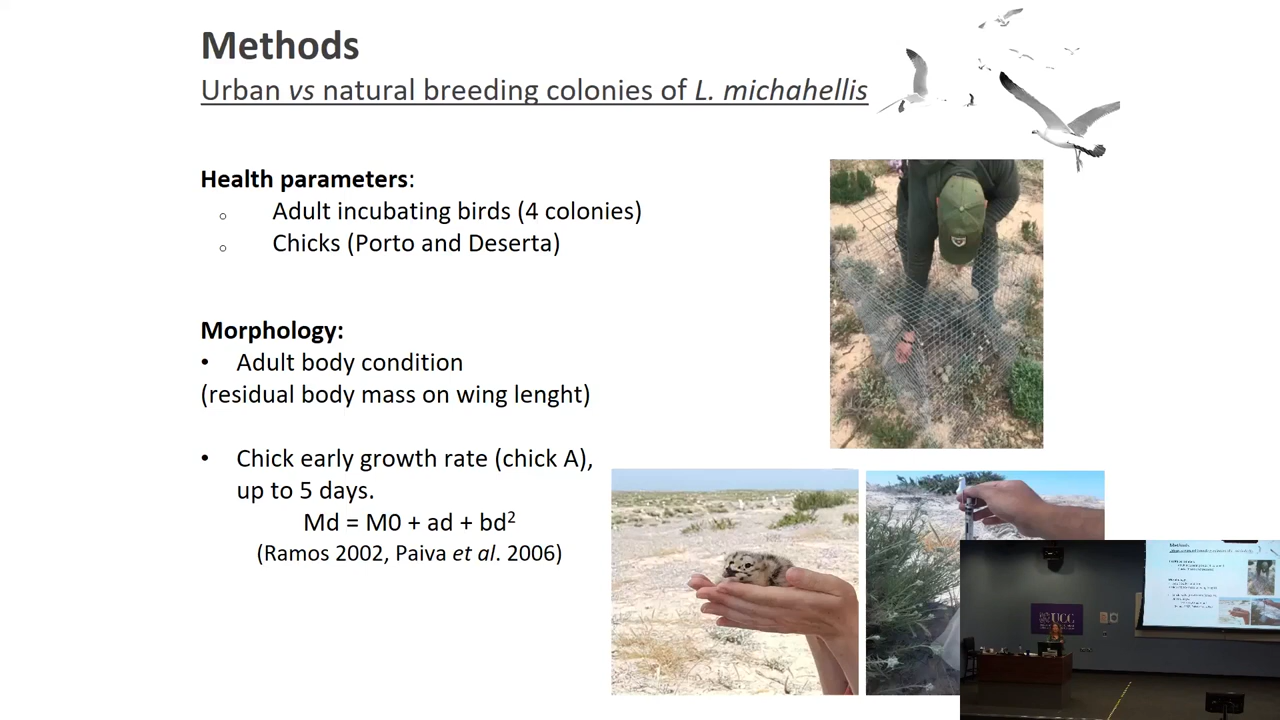 Methods
Urban vs natural breeding colonies of L. michahellis
Health parameters:
Adult incubating birds (4 colonies)
Chicks (Porto and Deserta)
Morphology:
• Adult body condition
(residual body mass on wing lenght)
• Chick early growth rate (chick A),
up to 5 days.
Md = M0 + ad + bd²
(Ramos 2002, Paiva et al. 2006)
UCC
Methods